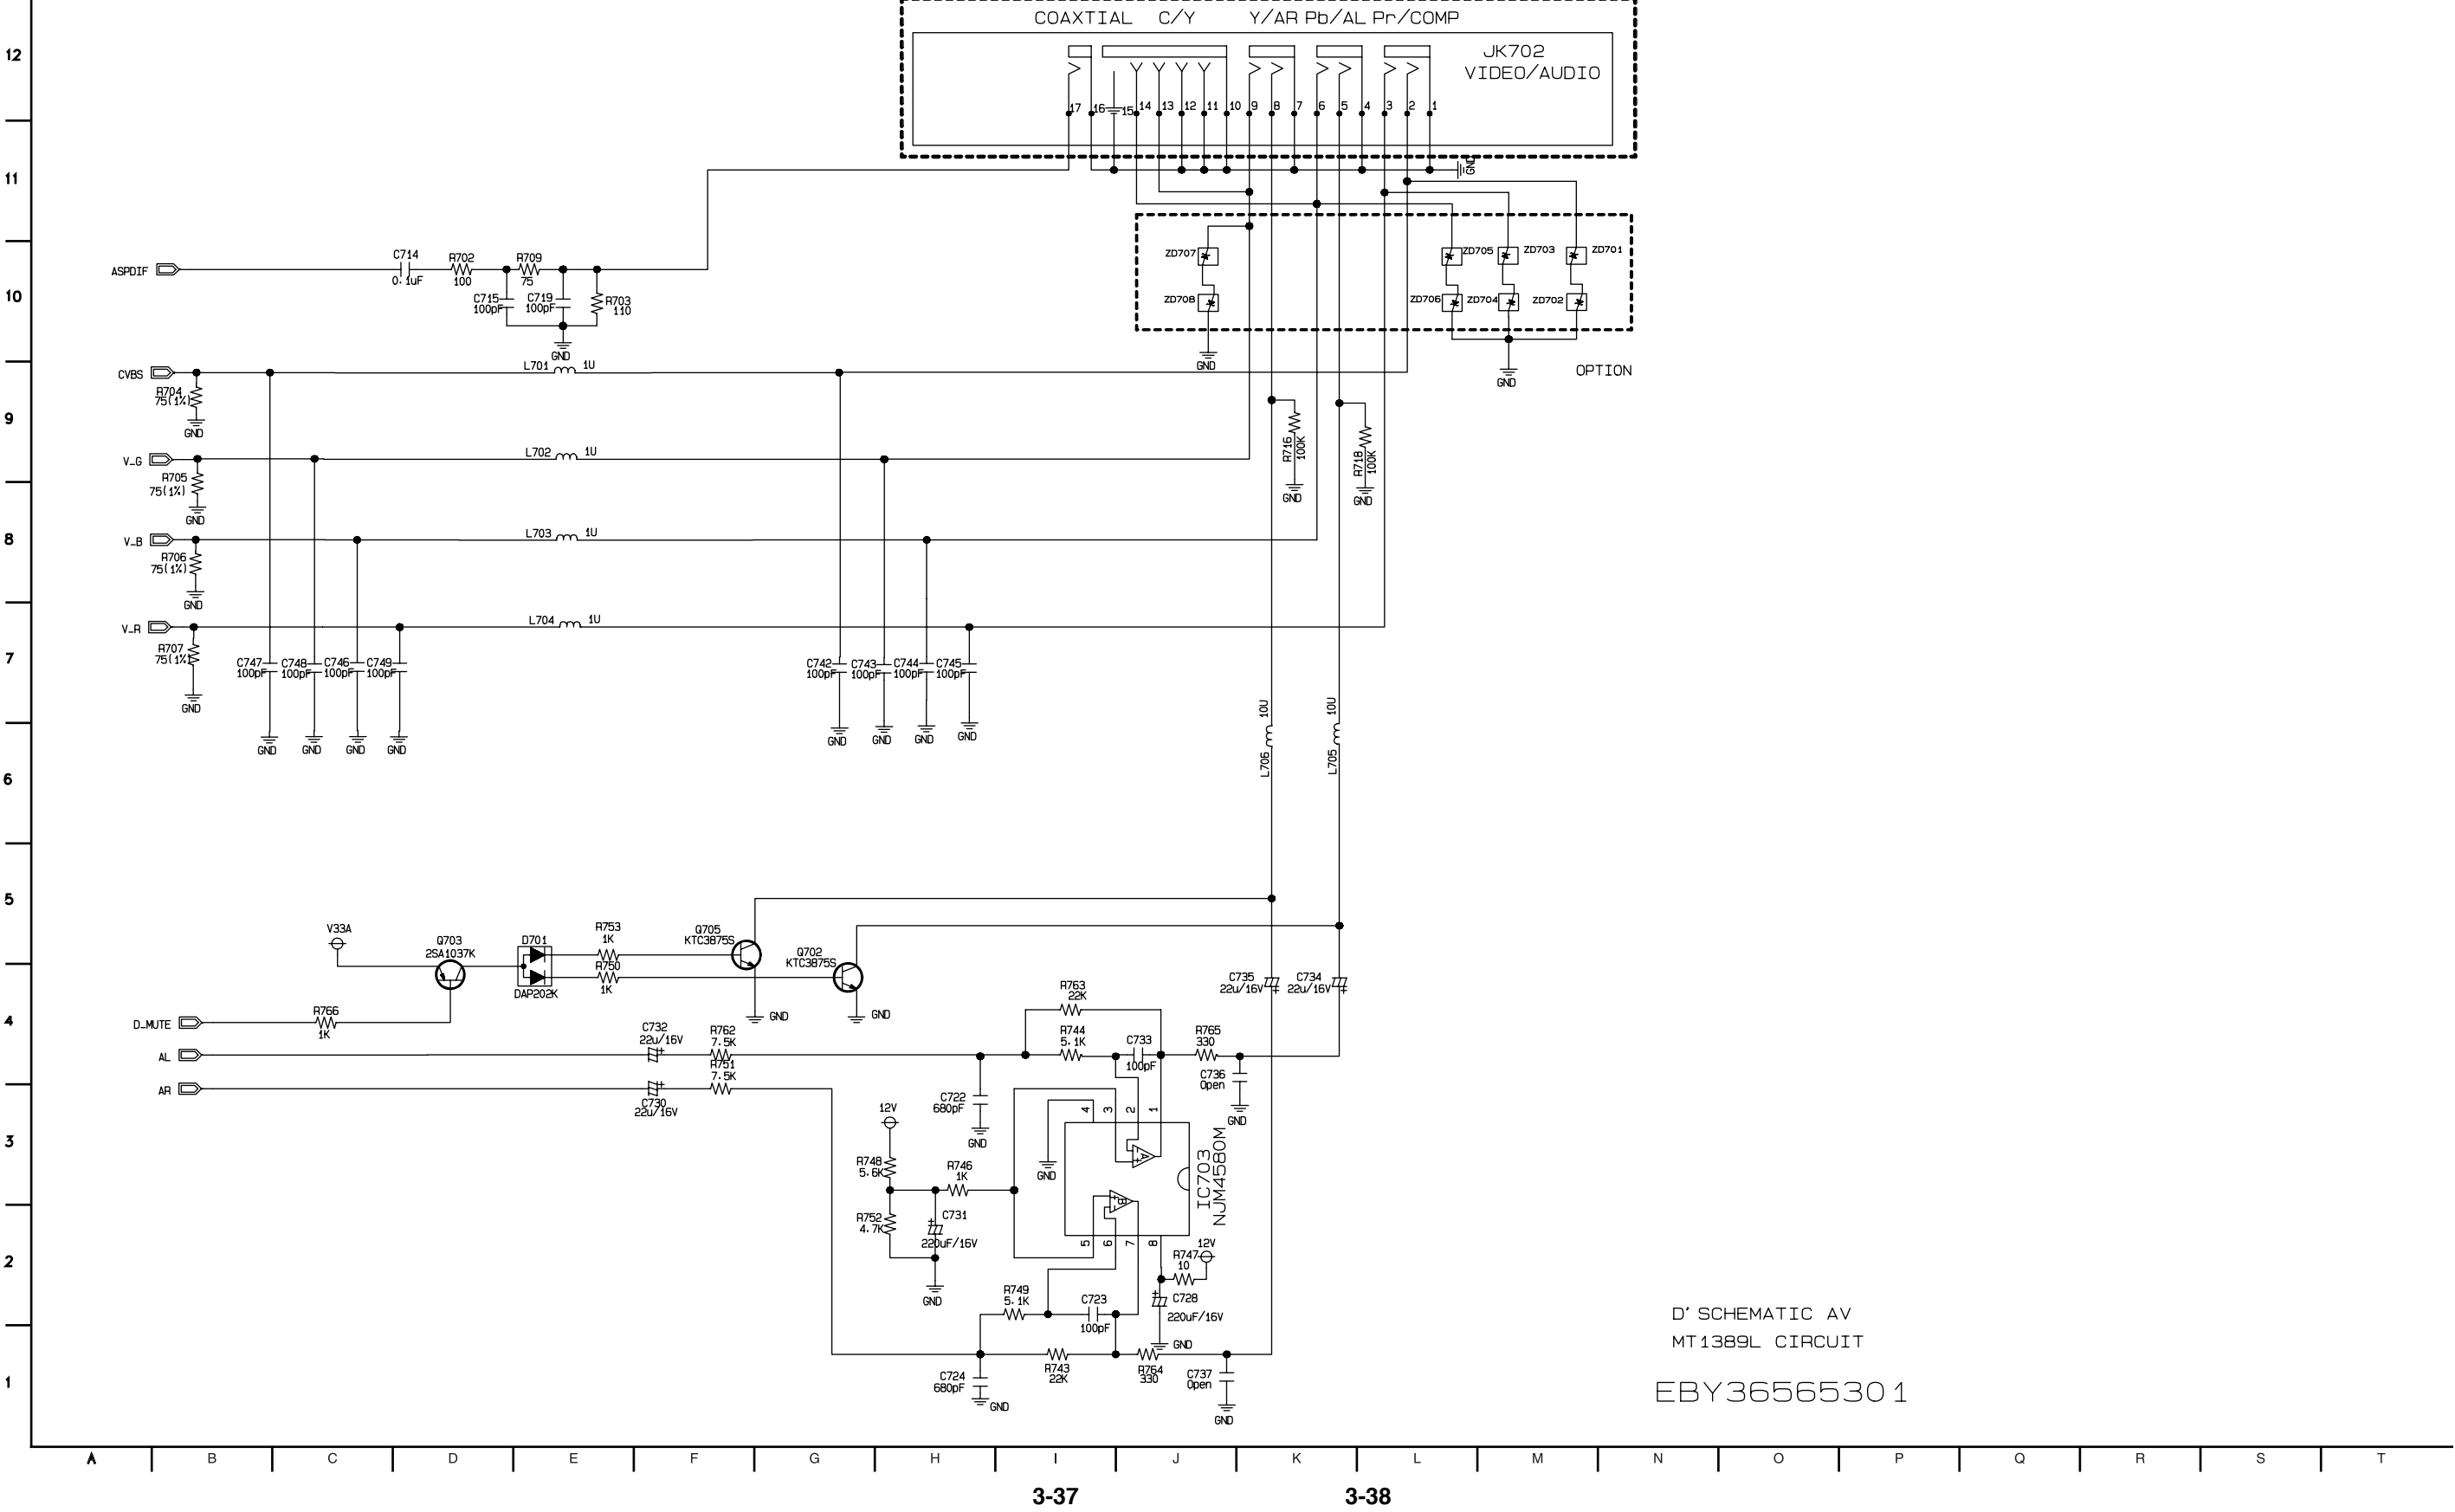 COAXTIAL C/Y Y/AR Pb/AL Pr/COMP
12
JK702
VIDEO/AUDIO
17 16 15 14 13 12 11 10 9 8 7 6 5 4 3 2 1
11
GND
ZD707 ZD705 ZD703 ZD701
ASPDIF
C714
0.1uF
R702
100
R709
75
10
C715
100pF
C719
100pF
R703
110
ZD708 ZD706 ZD704 ZD702
GND
GND
GND
OPTION
CVBS
L701 1U
R704
75(1%)
GND
9
R716
100K
GND
R718
100K
GND
V_G
L702 1U
R705
75(1%)
GND
8
V_B
L703 1U
R706
75(1%)
GND
V_R
L704 1U
R707
75(1%)
GND
7
C747
100pF
C748
100pF
C746
100pF
C749
100pF
C742
100pF
C743
100pF
C744
100pF
C745
100pF
GND GND GND GND
GND GND GND GND
10U
L706
10U
L705
6
5
V33A
Q703
2SA1037K
D701
DAP202K
R753
1K
R750
1K
Q705
KTC3875S
Q702
KTC3875S
GND
GND
C735
22u/16V
C734
22u/16V
4
D_MUTE
R766
1K
R763
22K
AL
C732
22u/16V
R762
7.5K
R744
5.1K
C733
100pF
R765
330
AR
C730
22u/16V
R751
7.5K
C736
Open
GND
C722
680pF
GND
3
12V
4 3 2 1
GND
A
IC703
NJM4580M
R748
5.6K
R746
1K
B
R752
4.7K
C731
220uF/16V
GND
2
5 6 7 8
R747
10
12V
R749
5.1K
C723
100pF
C728
220uF/16V
GND
D'SCHEMATIC AV
MT1389L CIRCUIT
EBY36565301
1
C724
680pF
GND
R743
22K
R764
330
C737
Open
GND
A B C D E F G H I J K L M N O P Q R S T
3-37 3-38